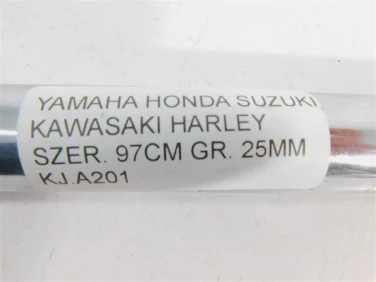 YAMAHA HONDA SUZUKI
KAWASAKI HARLEY
SZER. 97CM GR. 25MM
KJ.A201